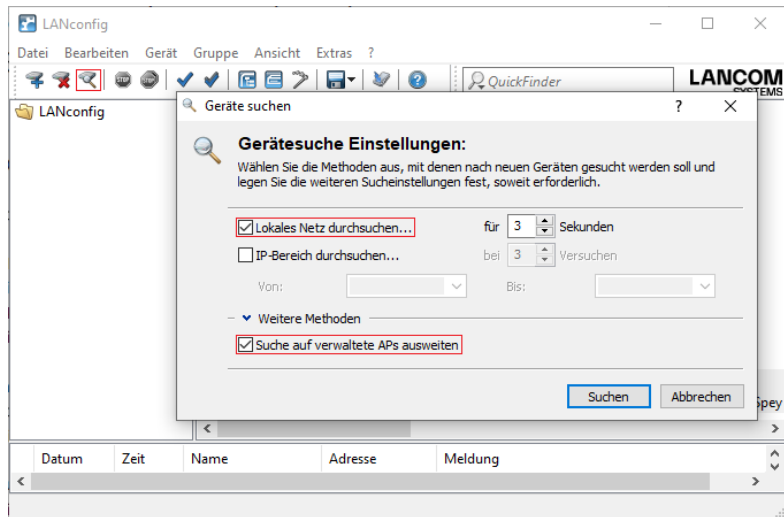 LANconfig
Datei Bearbeiten Gerät Gruppe Ansicht Extras ?
QuickFinder
LANCOM
SYSTEMS
LANconfig
Geräte suchen ?
Gerätesuche Einstellungen:
Wählen Sie die Methoden aus, mit denen nach neuen Geräten gesucht werden soll und
legen Sie die weiteren Sucheinstellungen fest, soweit erforderlich.
Lokales Netz durchsuchen... für 3 Sekunden
IP-Bereich durchsuchen... bei 3 Versuchen
Von: Bis:
Weitere Methoden
Suche auf verwaltete APs ausweiten
Suchen Abbrechen
Spey
Datum Zeit Name Adresse Meldung